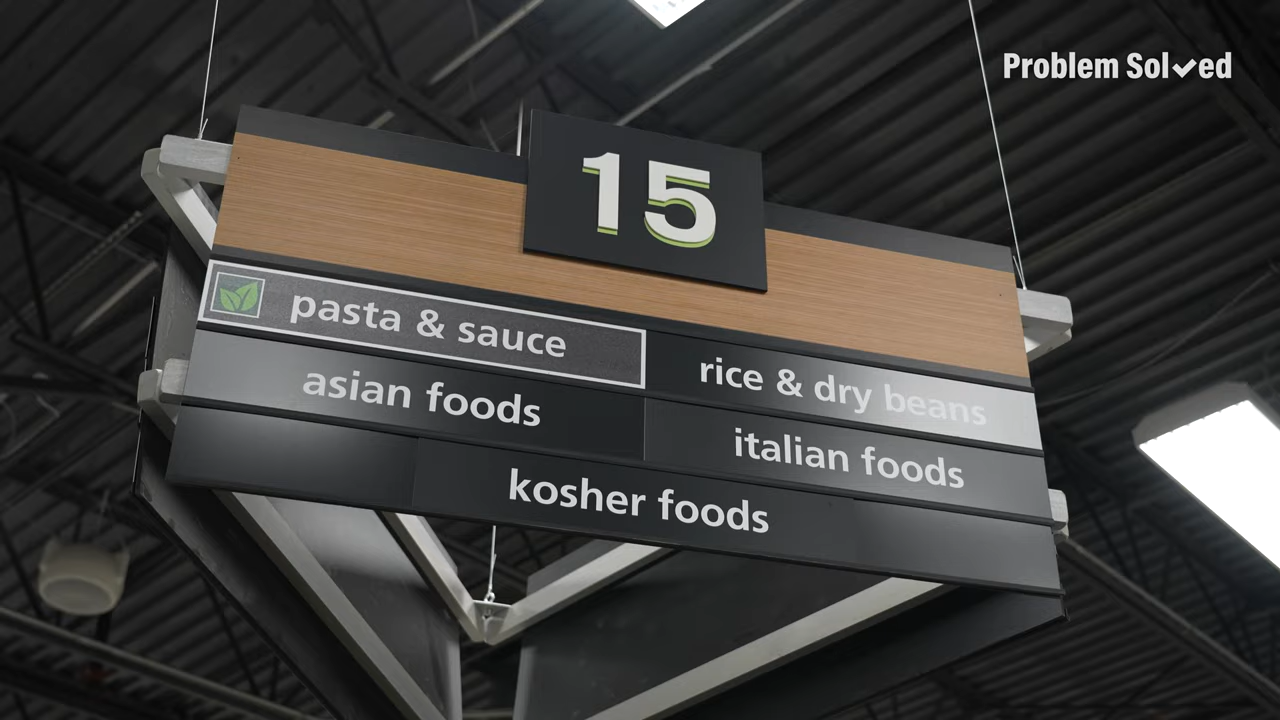 Problem Solved
15
pasta & sauce
rice & dry beans
asian foods
italian foods
kosher foods